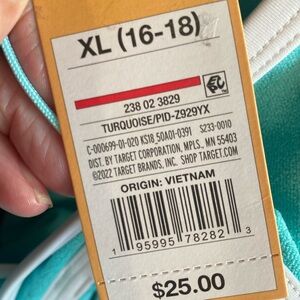 XL (16-18)
238 02 3829
TURQUOISE/PID-Z929YX
C-000699-01-020 KS18 50A01-0391 S233-0010
DIST. BY TARGET CORPORATION, MPLS., MN 55403
©2022 TARGET BRANDS, INC. SHOP TARGET.COM
ORIGIN: VIETNAM
1 95995 78282 3
$25.00